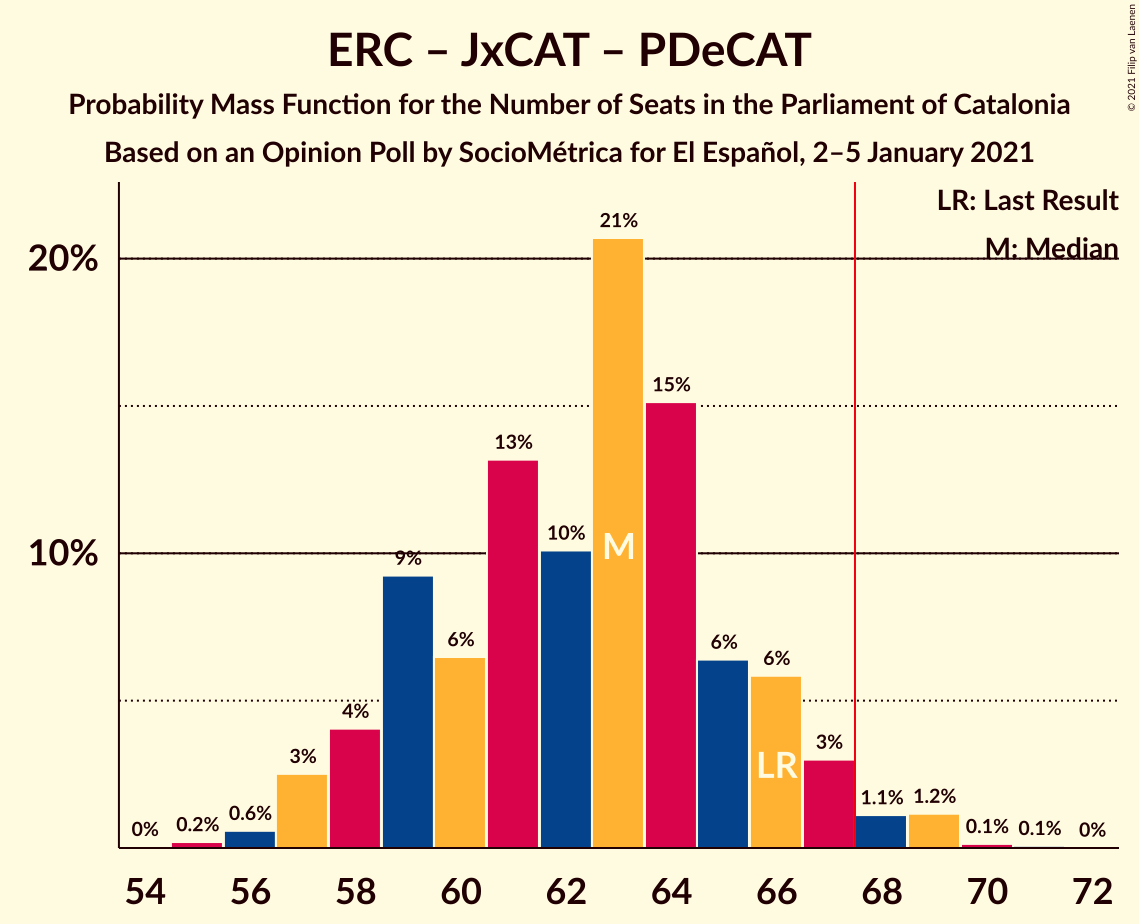 ERC – JxCAT – PDeCAT
Probability Mass Function for the Number of Seats in the Parliament of Catalonia
Based on an Opinion Poll by SocioMétrica for El Español, 2–5 January 2021
© 2021 Filip van Laenen
LR: Last Result
M: Median
20%
10%
0%
0.2%
0.6%
3%
4%
9%
6%
13%
10%
21%
15%
6%
6%
3%
1.1%
1.2%
0.1%
0.1%
0%
M
LR
54 56 58 60 62 64 66 68 70 72